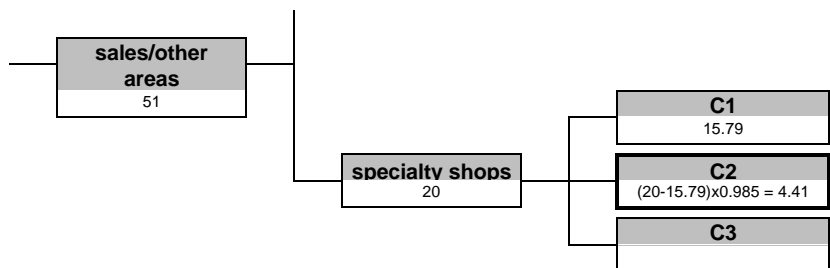 sales/other
areas
51
specialty shops
20
C1
15.79
C2
(20-15.79)x0.985 = 4.41
C3